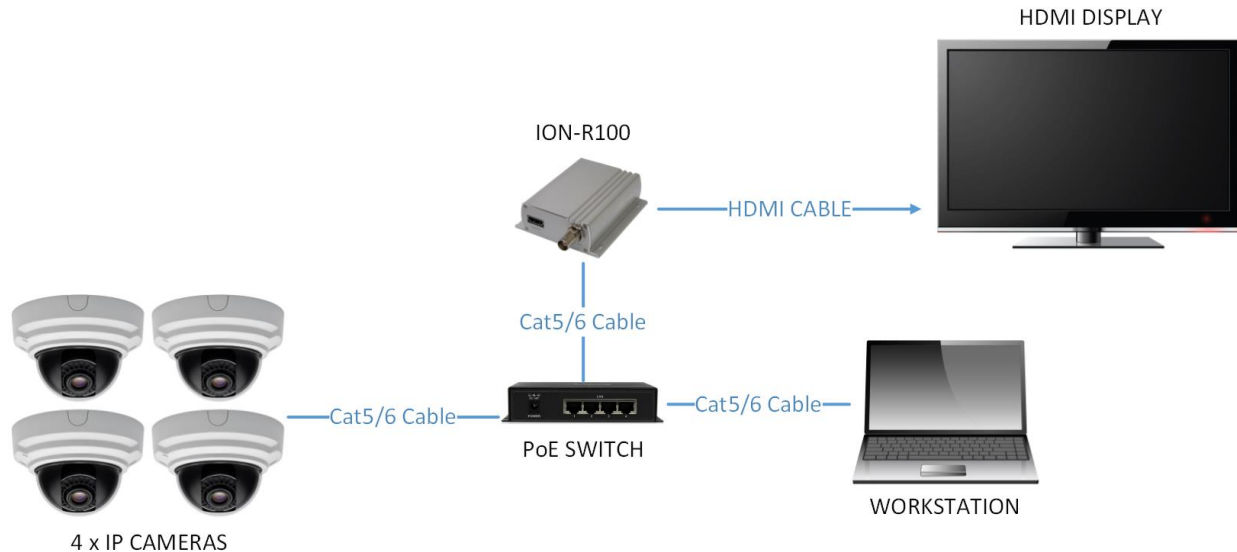 HDMI DISPLAY
ION-R100
HDMI CABLE
Cat5/6 Cable
Cat5/6 Cable
Cat5/6 Cable
PoE SWITCH
WORKSTATION
4 x IP CAMERAS